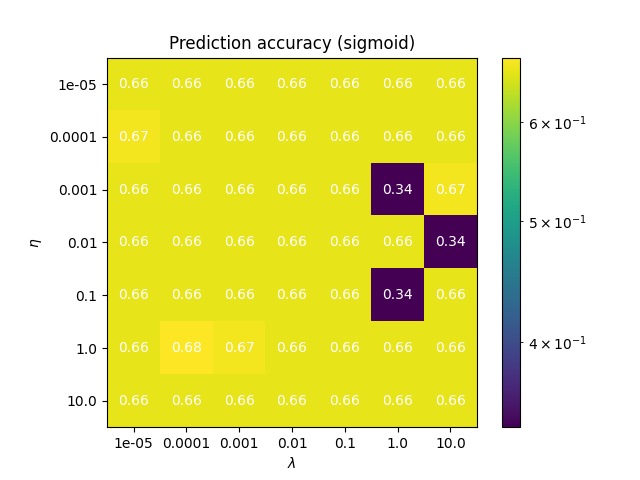 Prediction accuracy (sigmoid)
η
1e-05 0.66 0.66 0.66 0.66 0.66 0.66 0.66
0.0001 0.67 0.66 0.66 0.66 0.66 0.66 0.66
0.001 0.66 0.66 0.66 0.66 0.66 0.34 0.67
0.01 0.66 0.66 0.66 0.66 0.66 0.66 0.34
0.1 0.66 0.66 0.66 0.66 0.66 0.34 0.66
1.0 0.66 0.68 0.67 0.66 0.66 0.66 0.66
10.0 0.66 0.66 0.66 0.66 0.66 0.66 0.66
1e-05 0.0001 0.001 0.01 0.1 1.0 10.0
λ
6 × 10⁻¹
5 × 10⁻¹
4 × 10⁻¹